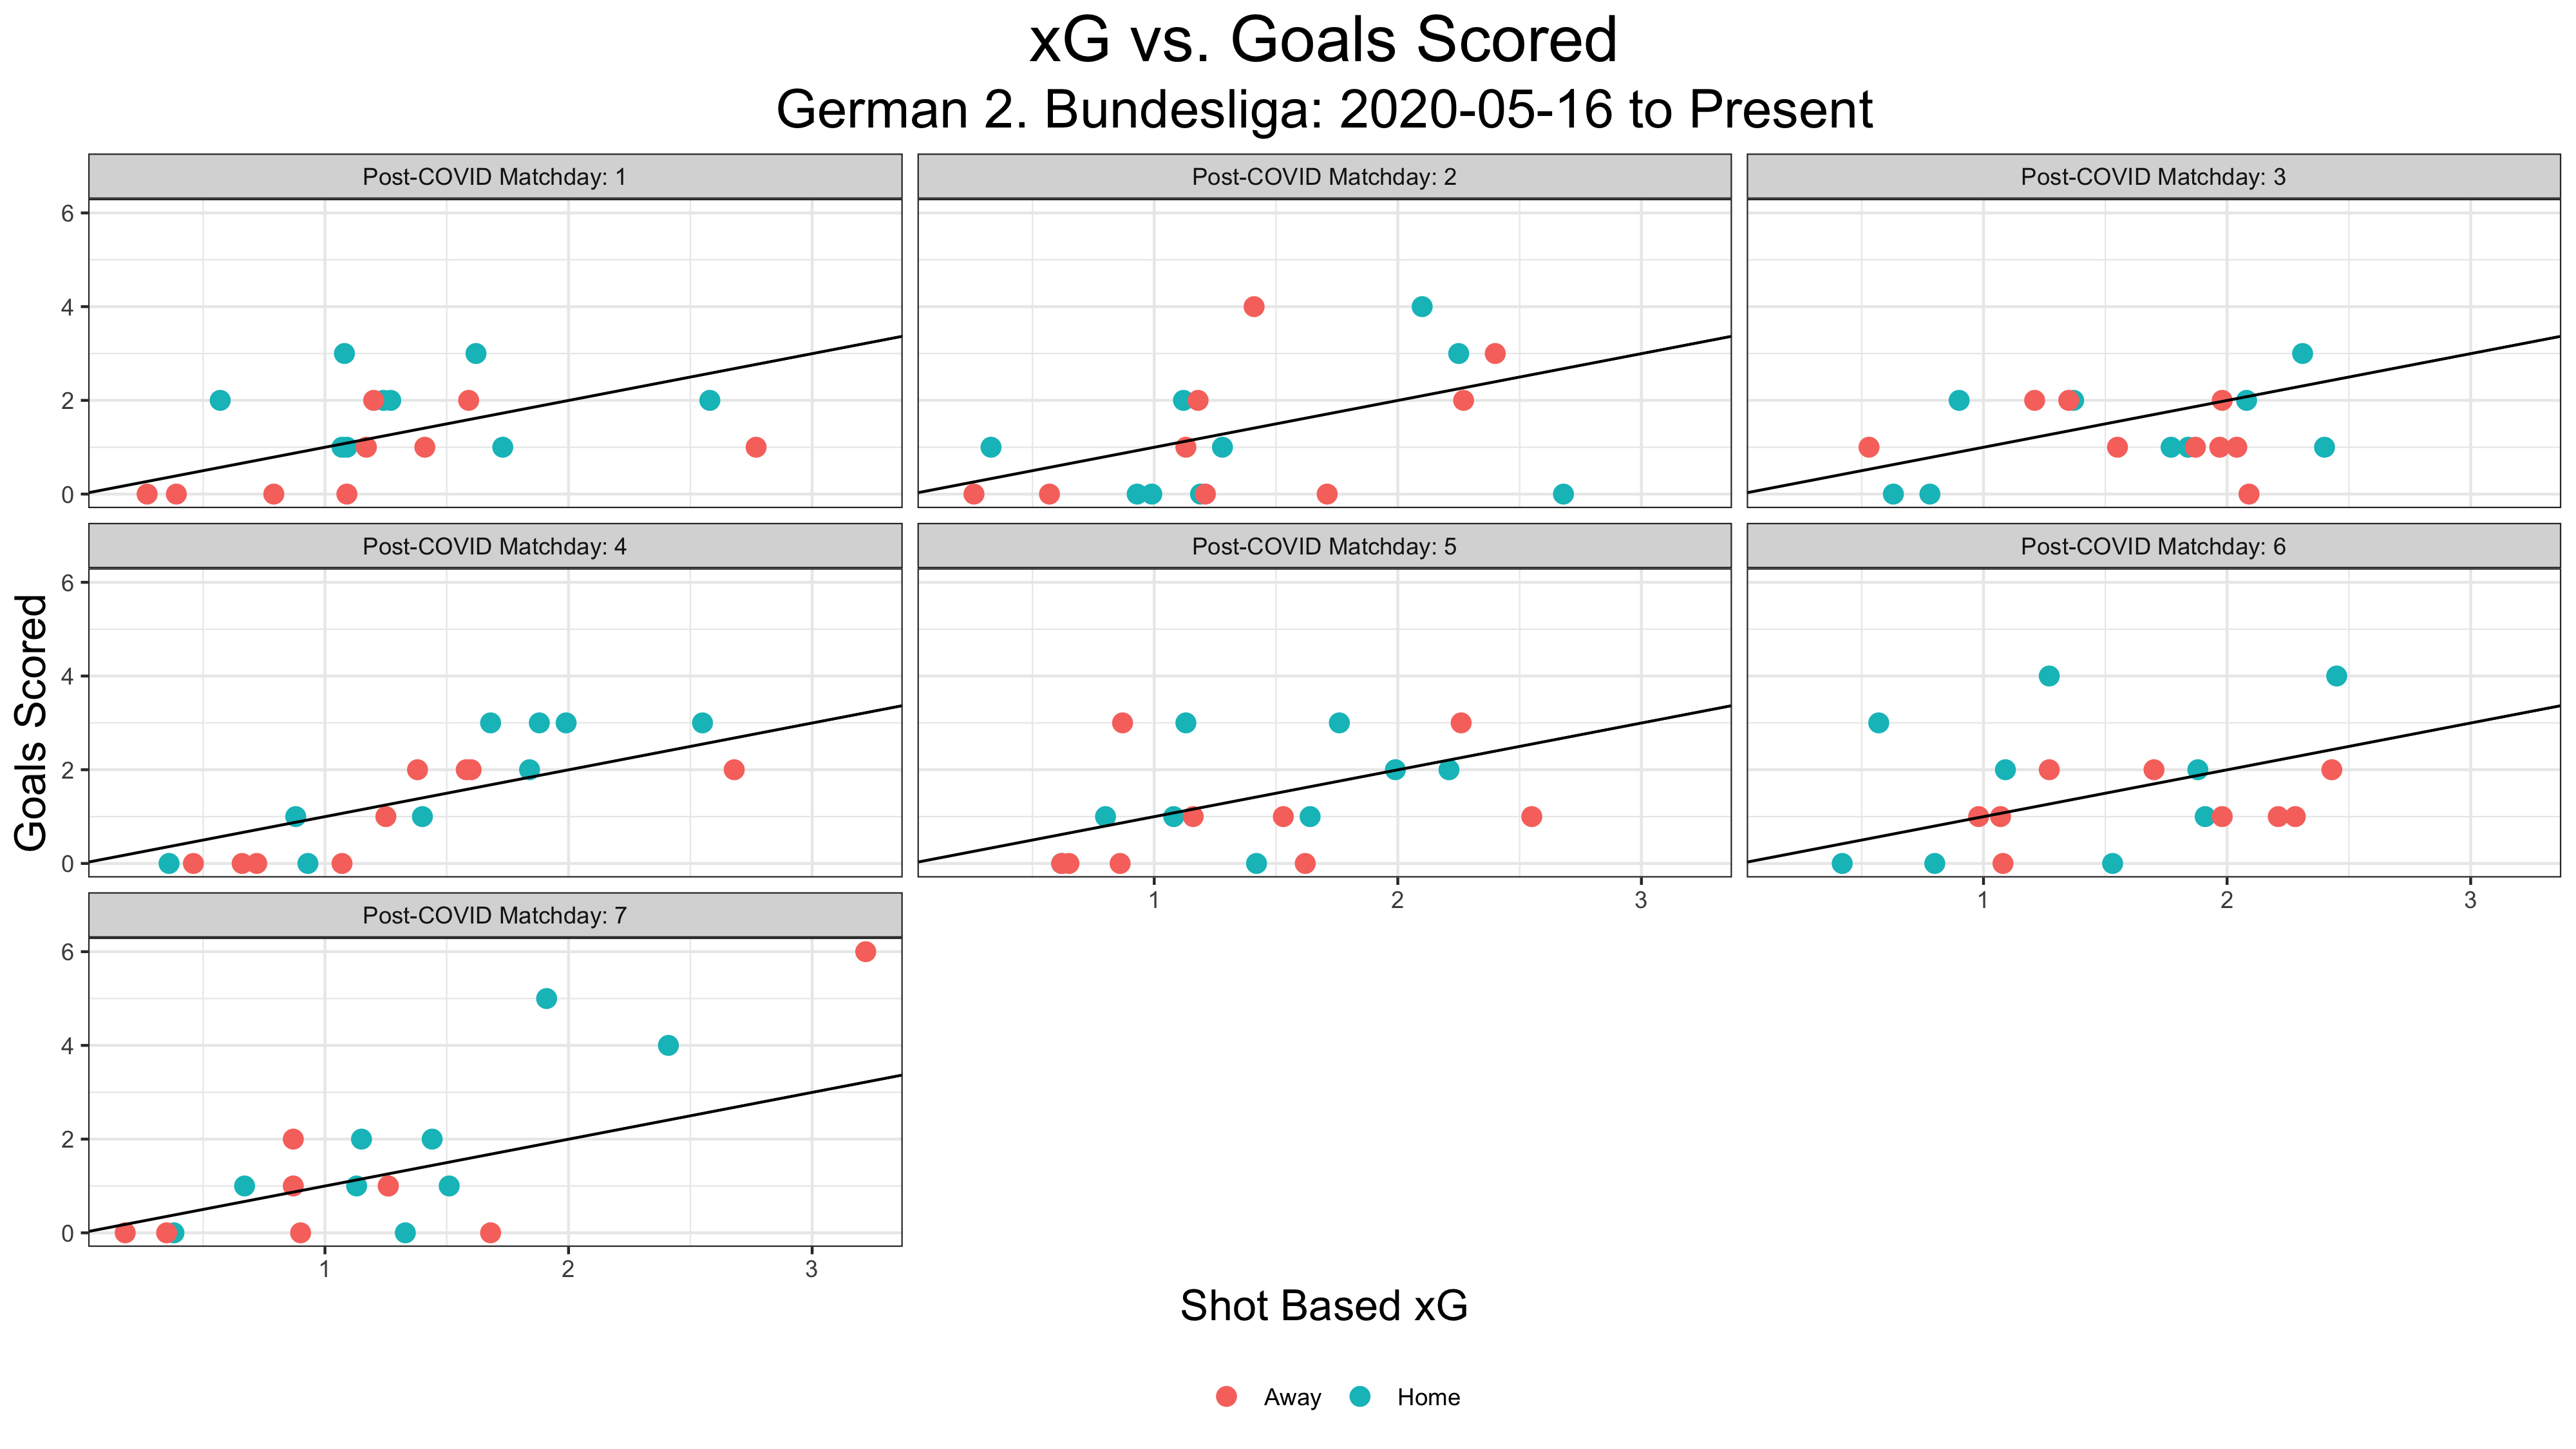 xG vs. Goals Scored
German 2. Bundesliga: 2020-05-16 to Present
Post-COVID Matchday: 1
Post-COVID Matchday: 2
Post-COVID Matchday: 3
6
4
2
0
Post-COVID Matchday: 4
Post-COVID Matchday: 5
Post-COVID Matchday: 6
Goals Scored
6
4
2
0
1 2 3
1 2 3
Post-COVID Matchday: 7
6
4
2
0
1 2 3
Shot Based xG
Away Home